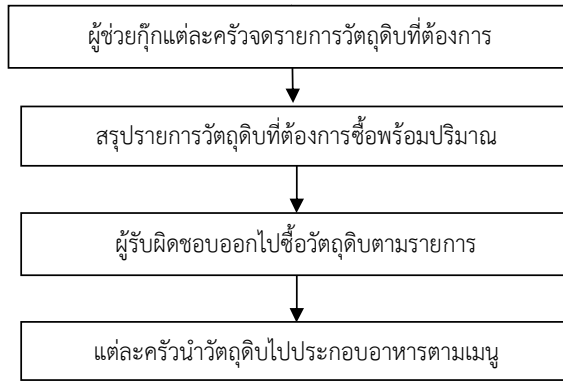 ผู้ช่วยกุ๊กแต่ละครัวจดรายการวัตถุดิบที่ต้องการ
สรุปรายการวัตถุดิบที่ต้องการซื้อพร้อมปริมาณ
ผู้รับผิดชอบออกไปซื้อวัตถุดิบตามรายการ
แต่ละครัวนำวัตถุดิบไปประกอบอาหารตามเมนู